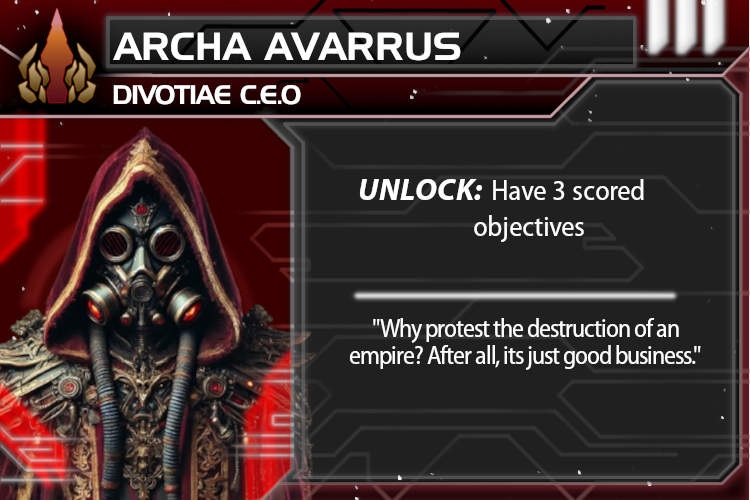 ARCHA AVARRUS
DIVOTIAE C.E.O
UNLOCK: Have 3 scored
objectives
"Why protest the destruction of an
empire? After all, its just good business."